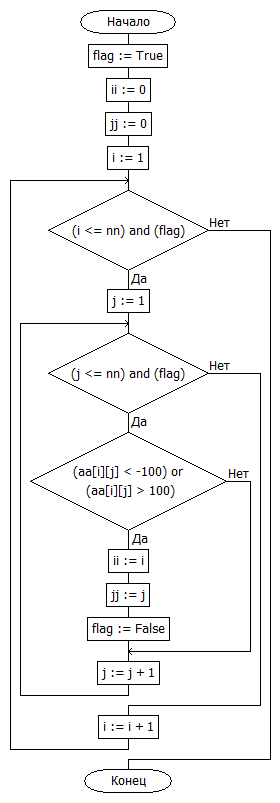 Начало
flag := True
ii := 0
jj := 0
i := 1
(i <= nn) and (flag)
Нет
Да
j := 1
(j <= nn) and (flag)
Нет
Да
(aa[i][j] < -100) or
(aa[i][j] > 100)
Нет
Да
ii := i
jj := j
flag := False
j := j + 1
i := i + 1
Конец